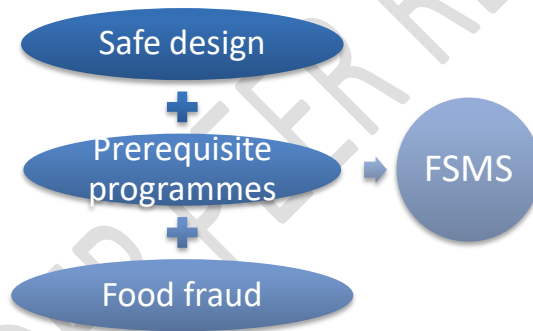 Safe design
Prerequisite
programmes
FSMS
Food fraud